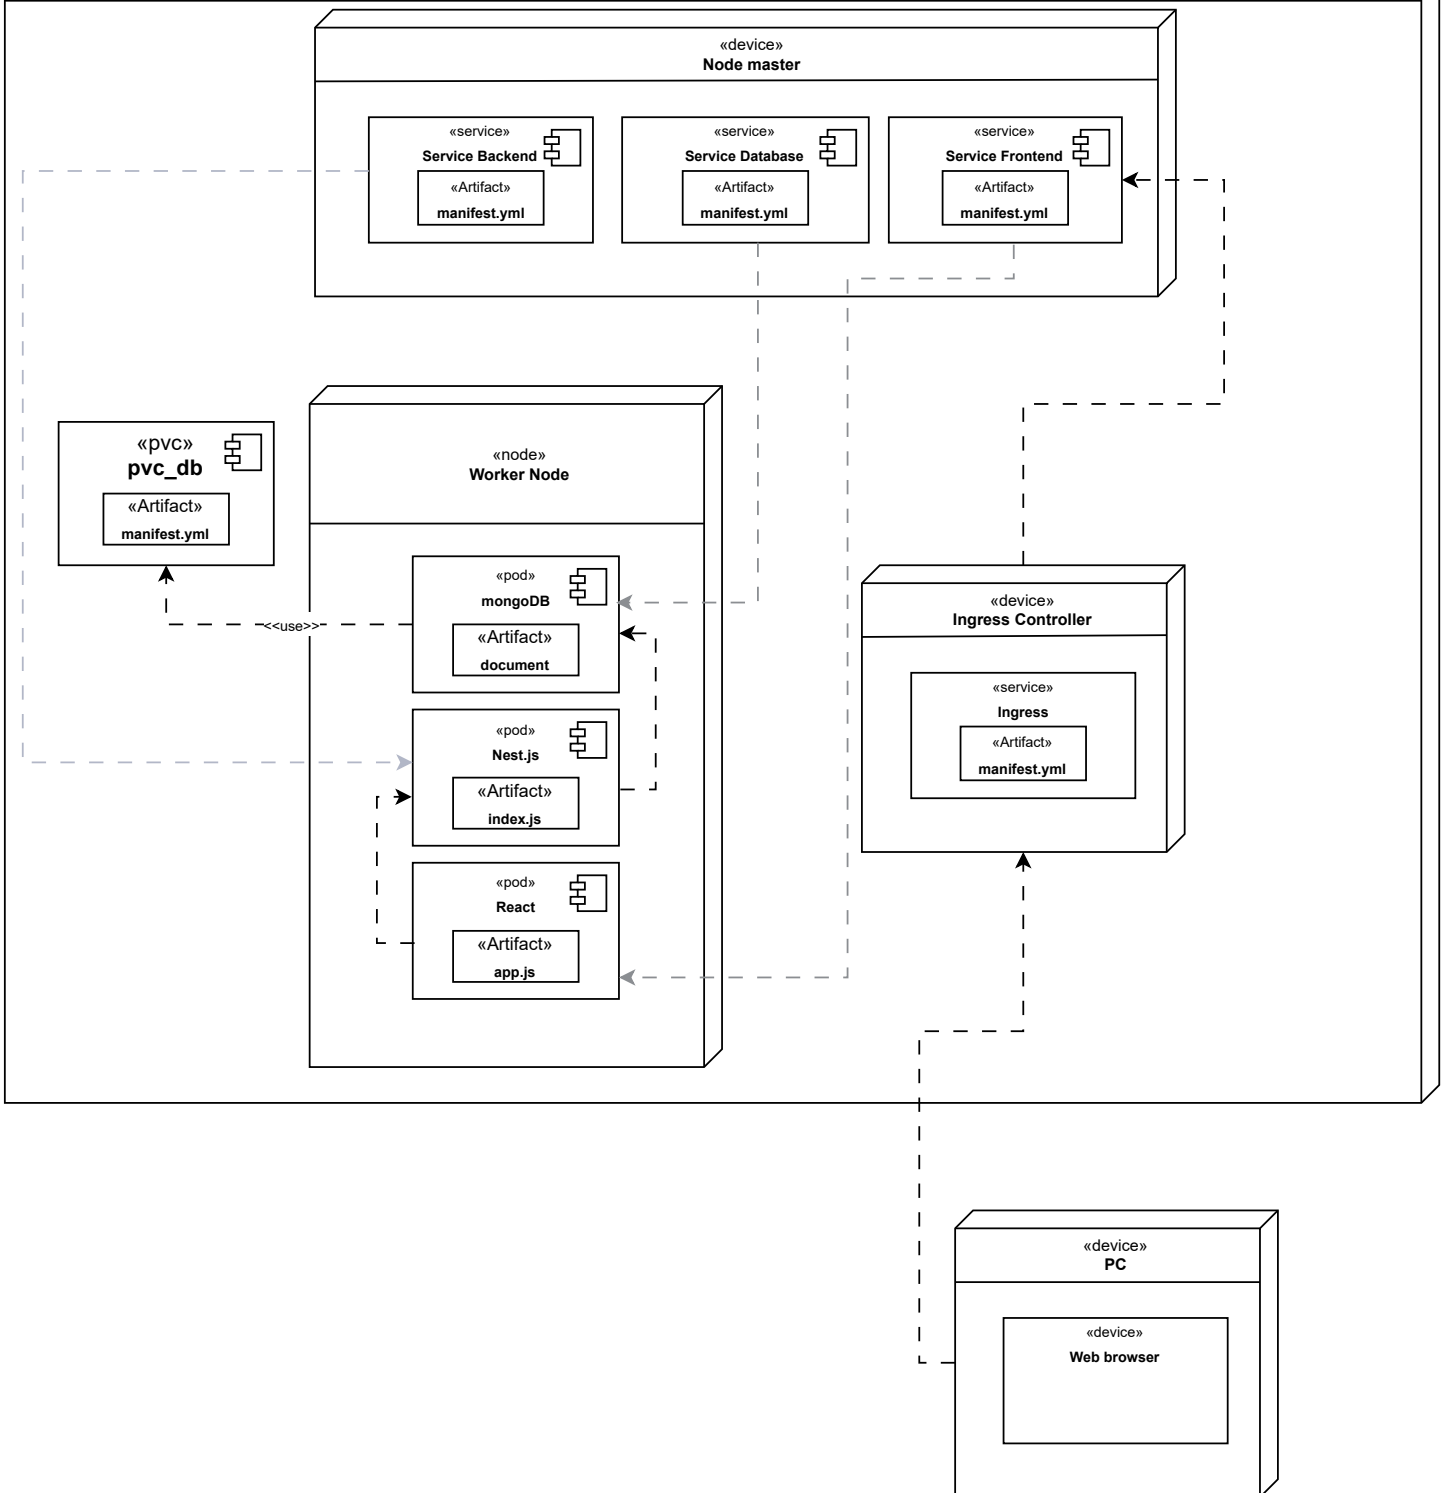 «device»
Node master
«service»
Service Backend
«Artifact»
manifest.yml
«service»
Service Database
«Artifact»
manifest.yml
«service»
Service Frontend
«Artifact»
manifest.yml
«pvc»
pvc_db
«Artifact»
manifest.yml
<<use>>
«node»
Worker Node
«pod»
mongoDB
«Artifact»
document
«pod»
Nest.js
«Artifact»
index.js
«pod»
React
«Artifact»
app.js
«device»
Ingress Controller
«service»
Ingress
«Artifact»
manifest.yml
«device»
PC
«device»
Web browser